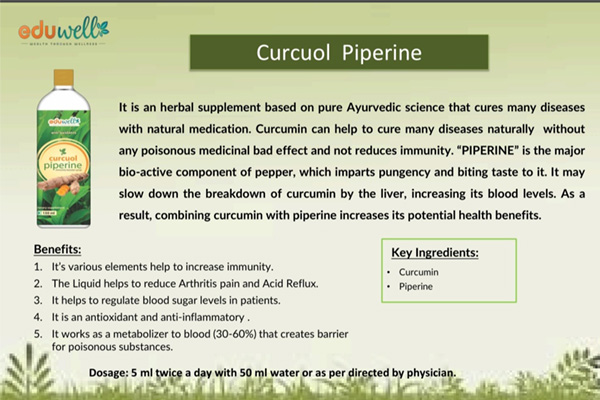 eduwell
WEALTH THROUGH WELLNESS
Curcuol Piperine
It is an herbal supplement based on pure Ayurvedic science that cures many diseases
with natural medication. Curcumin can help to cure many diseases naturally without
any poisonous medicinal bad effect and not reduces immunity. “PIPERINE” is the major
bio-active component of pepper, which imparts pungency and biting taste to it. It may
slow down the breakdown of curcumin by the liver, increasing its blood levels. As a
result, combining curcumin with piperine increases its potential health benefits.
eduwell
curcuol
piperine
Benefits:
1. It’s various elements help to increase immunity.
2. The Liquid helps to reduce Arthritis pain and Acid Reflux.
3. It helps to regulate blood sugar levels in patients.
4. It is an antioxidant and anti-inflammatory .
5. It works as a metabolizer to blood (30-60%) that creates barrier
for poisonous substances.
Key Ingredients:
• Curcumin
• Piperine
Dosage: 5 ml twice a day with 50 ml water or as per directed by physician.